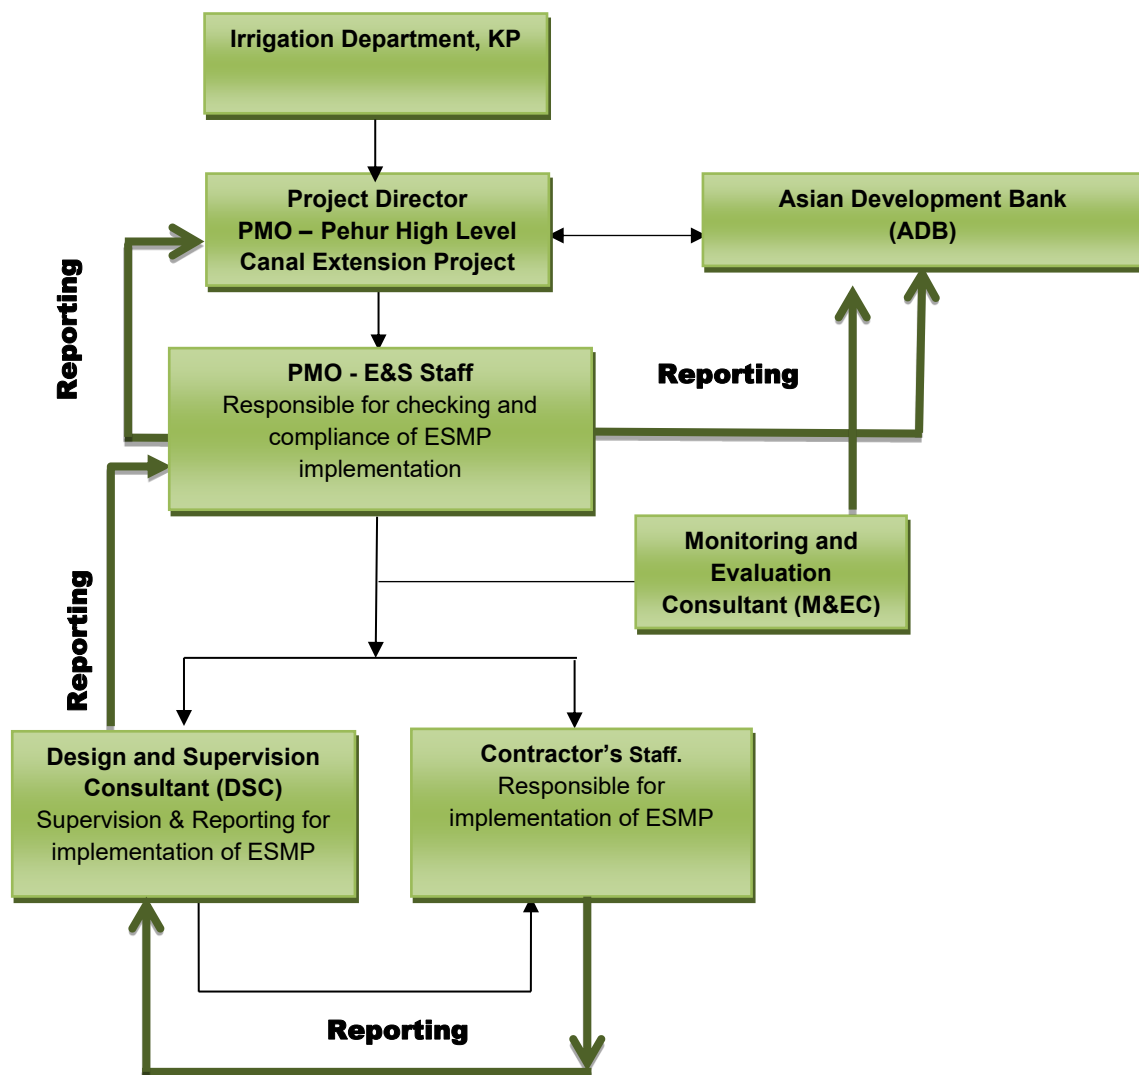 Irrigation Department, KP
Project Director
PMO – Pehur High Level
Canal Extension Project
Asian Development Bank
(ADB)
Reporting
PMO - E&S Staff
Responsible for checking and
compliance of ESMP
implementation
Reporting
Monitoring and
Evaluation
Consultant (M&EC)
Reporting
Design and Supervision
Consultant (DSC)
Supervision & Reporting for
implementation of ESMP
Contractor’s Staff.
Responsible for
implementation of ESMP
Reporting